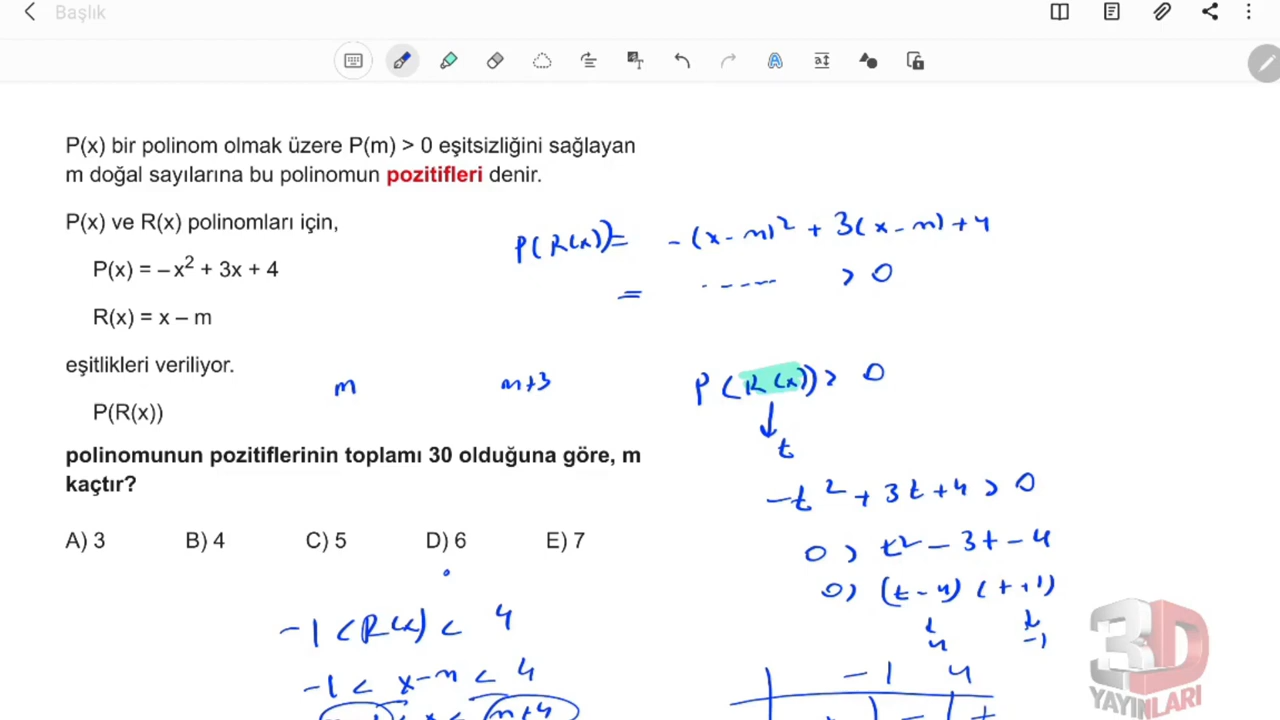 Başlık
P(x) bir polinom olmak üzere P(m) > 0 eşitsizliğini sağlayan
m doğal sayılarına bu polinomun pozitifleri denir.
P(x) ve R(x) polinomları için,
P(x) = – x² + 3x + 4
R(x) = x – m
eşitlikleri veriliyor.
P(R(x))
polinomunun pozitiflerinin toplamı 30 olduğuna göre, m
kaçtır?
A) 3 B) 4 C) 5 D) 6 E) 7
P(R(x)) = -(x-m)² + 3(x-m) + 4
= ...... > 0
m m+3
P(R(x)) > 0
t
-t² + 3t + 4 > 0
0 > t² - 3t - 4
0 > (t-4) (t+1)
4 -1
-1 < R(x) < 4
-1 < x-m < 4
m+4
-1 4
- +
3D
YAYINLARI